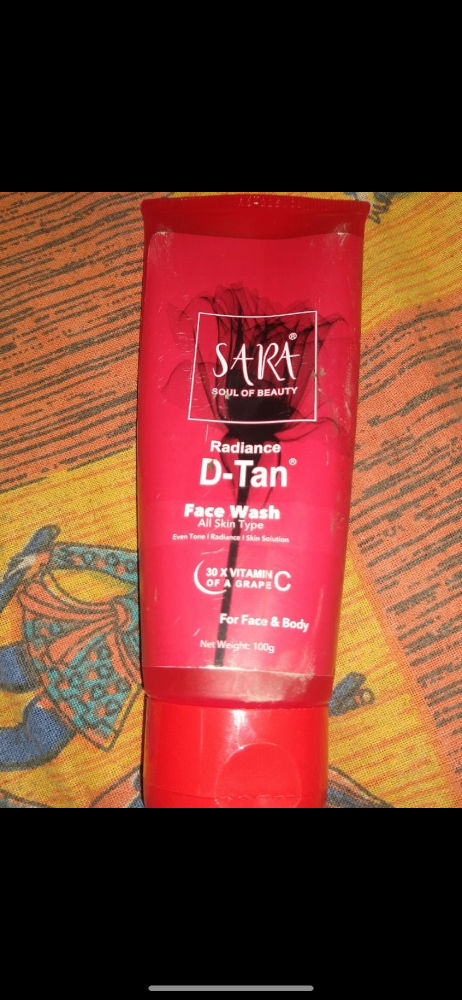 SARA®
SOUL OF BEAUTY
Radiance
D-Tan®
Face Wash
All Skin Type
Even Tone | Radiance | Skin Solution
30 X VITAMIN C
OF A GRAPE
For Face & Body
Net Weight: 100g